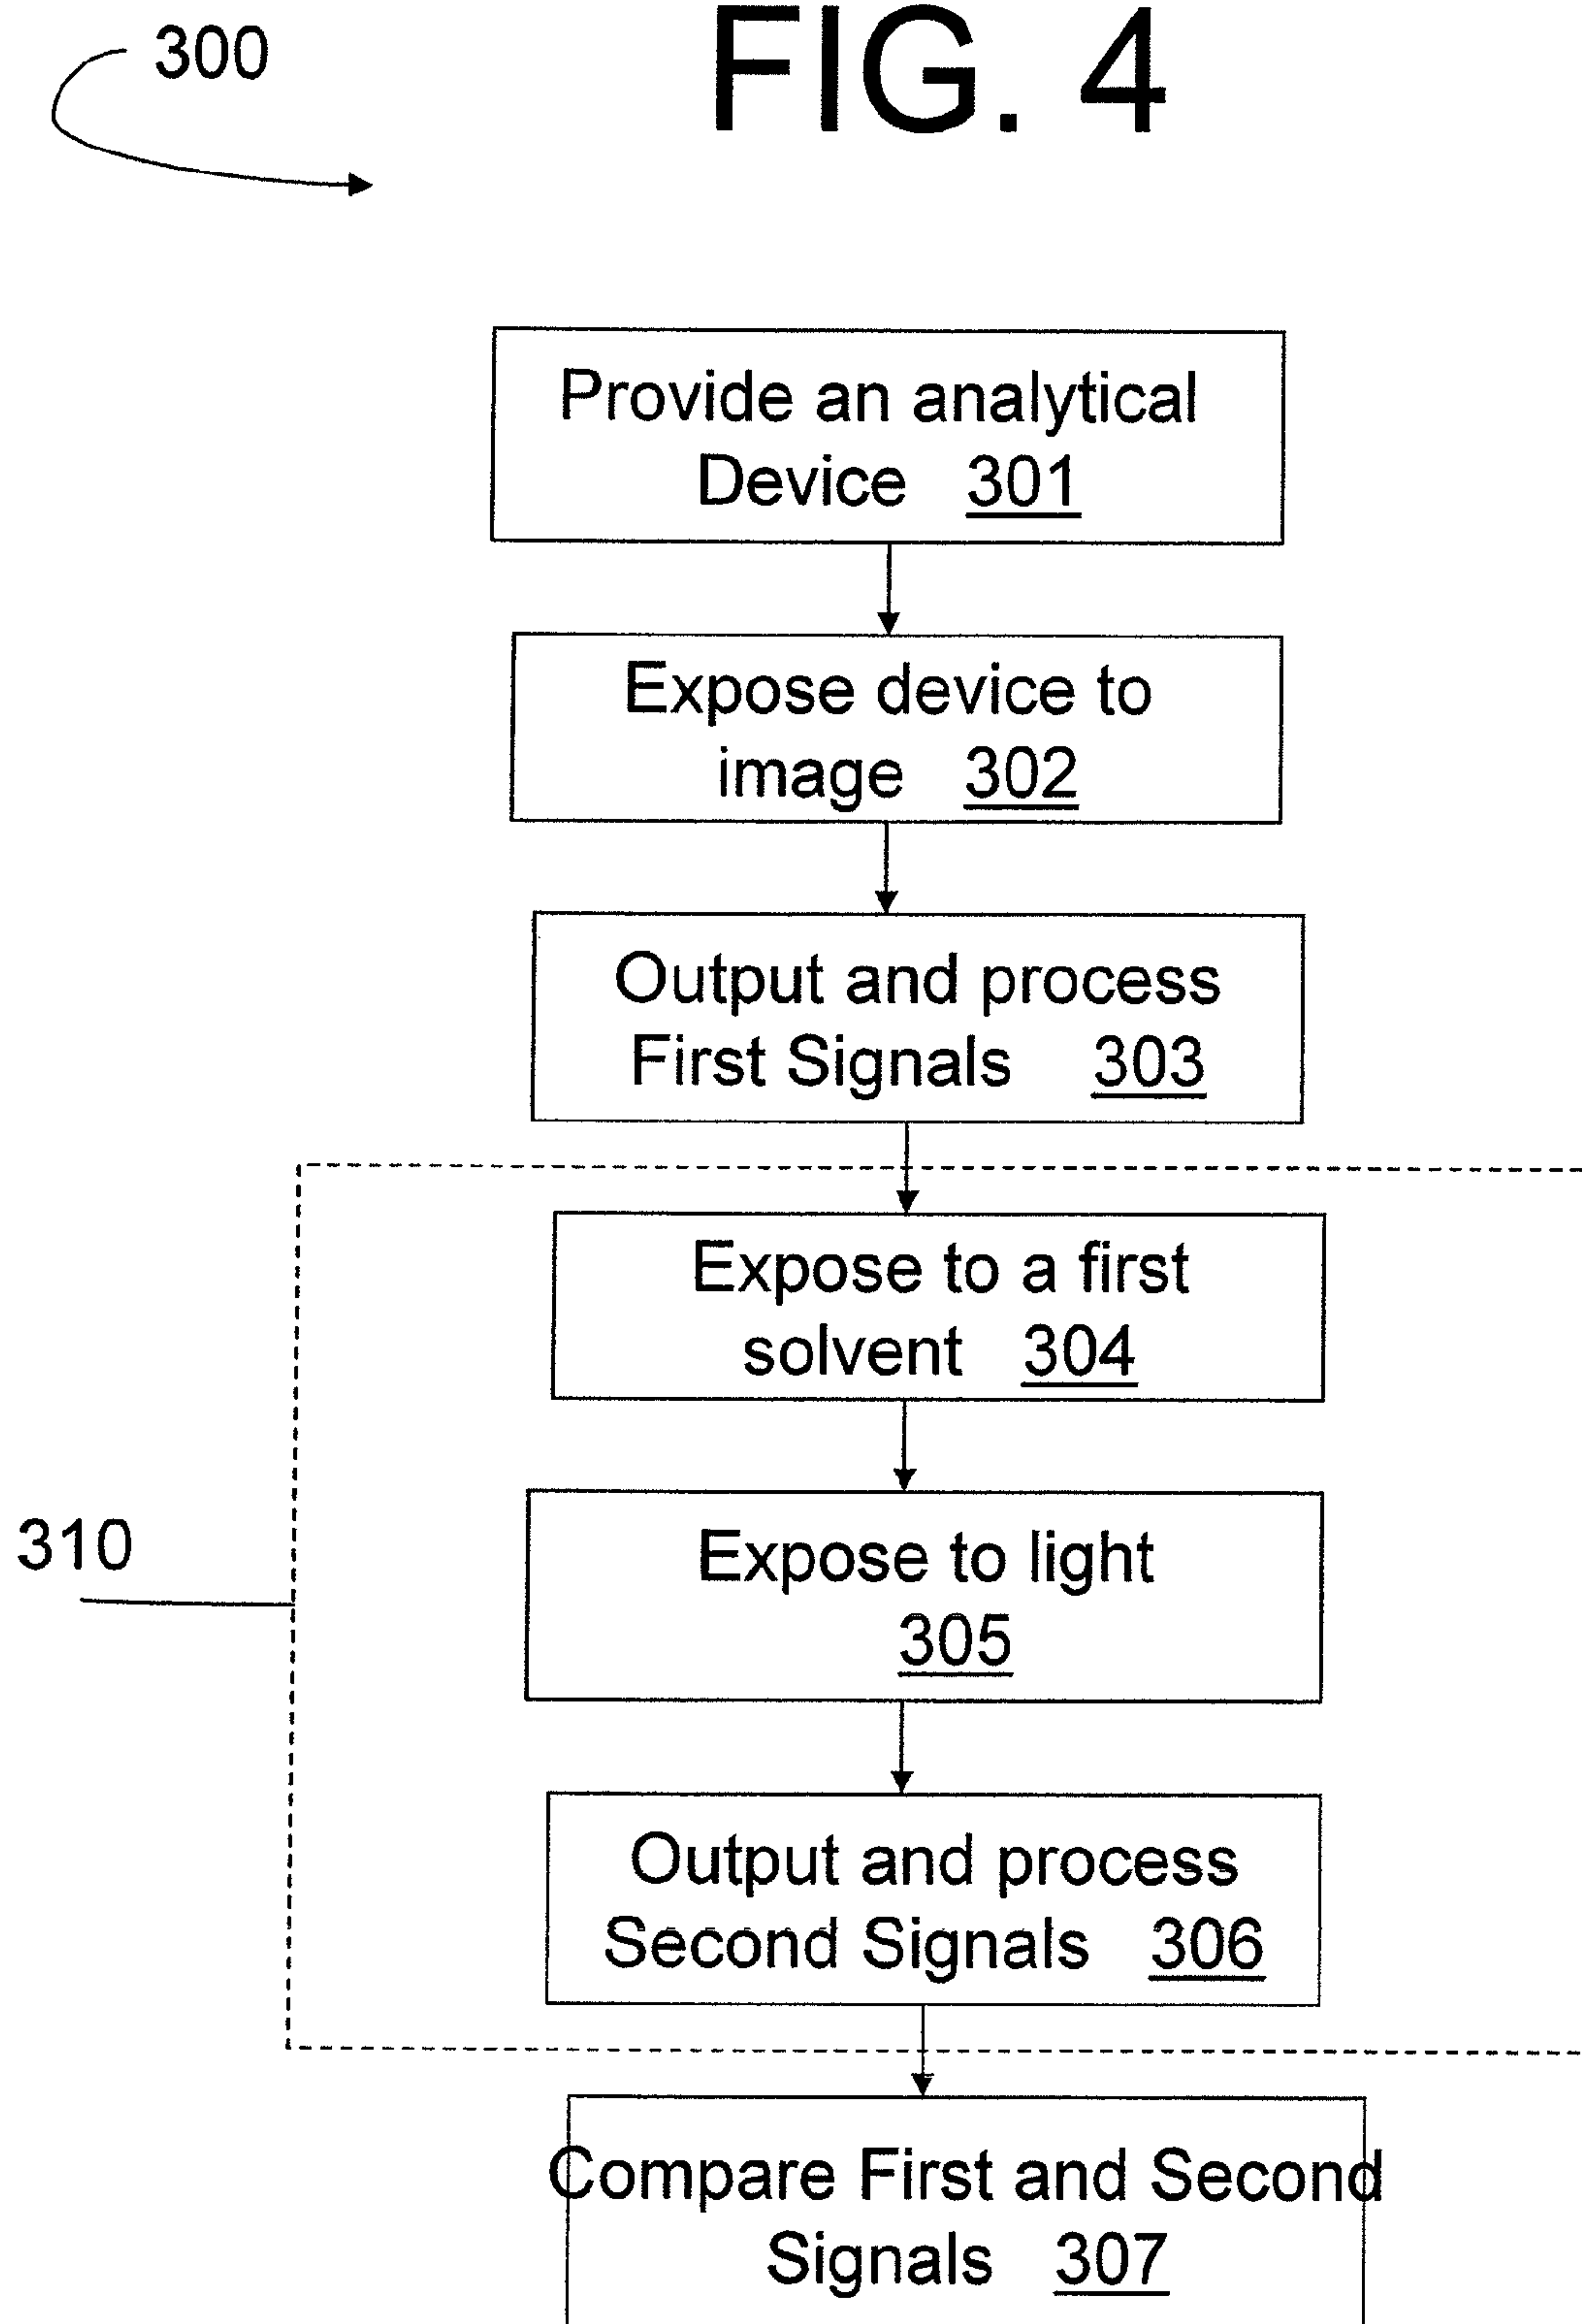 300
FIG. 4
Provide an analytical
Device 301
Expose device to
image 302
Output and process
First Signals 303
Expose to a first
solvent 304
310
Expose to light
305
Output and process
Second Signals 306
Compare First and Second
Signals 307